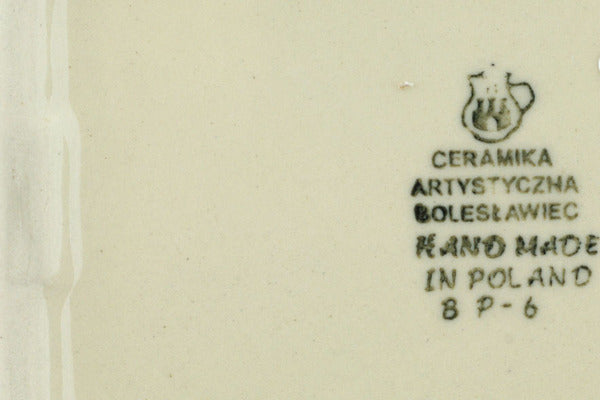 CERAMIKA
ARTYSTYCZNA
BOLESŁAWIEC
HAND MADE
IN POLAND
8 P-6